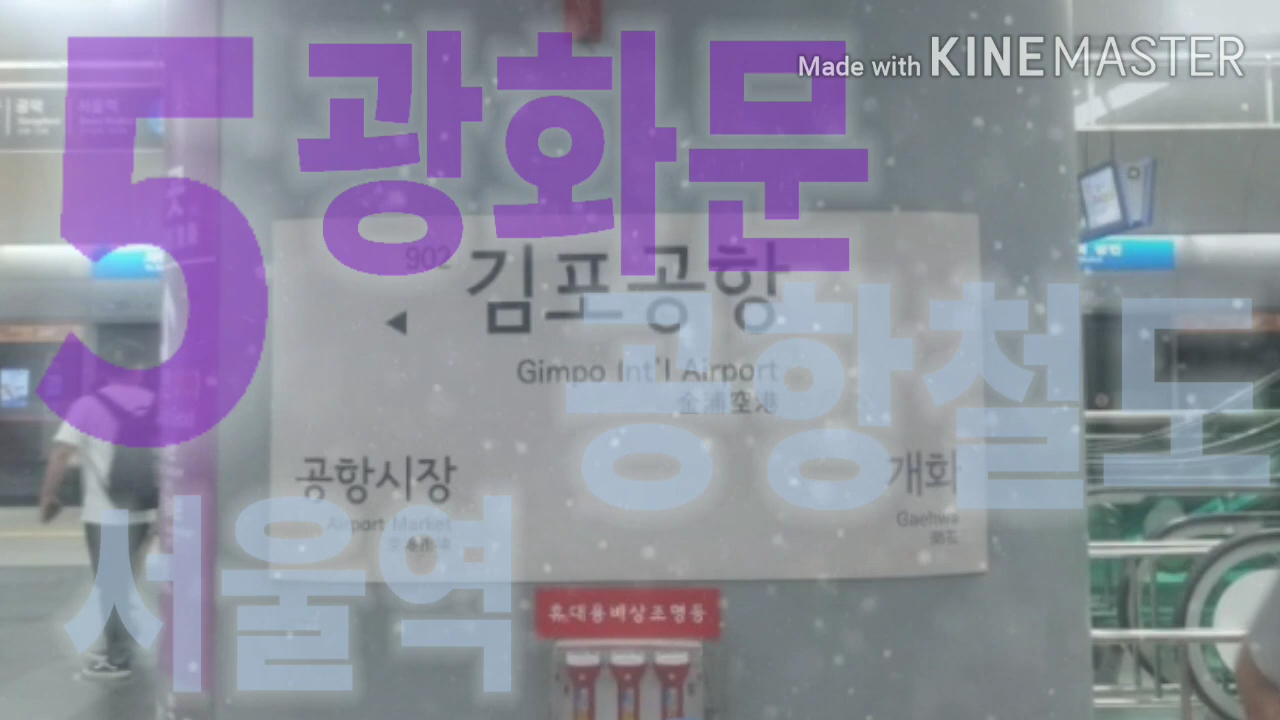 Made with KINEMASTER
5 광화문
902
김포공항
Gimpo Int'l Airport
金浦空港
공항철도
공항시장
Airport Market
개화
Gaehwa
서울역
휴대용비상조명등